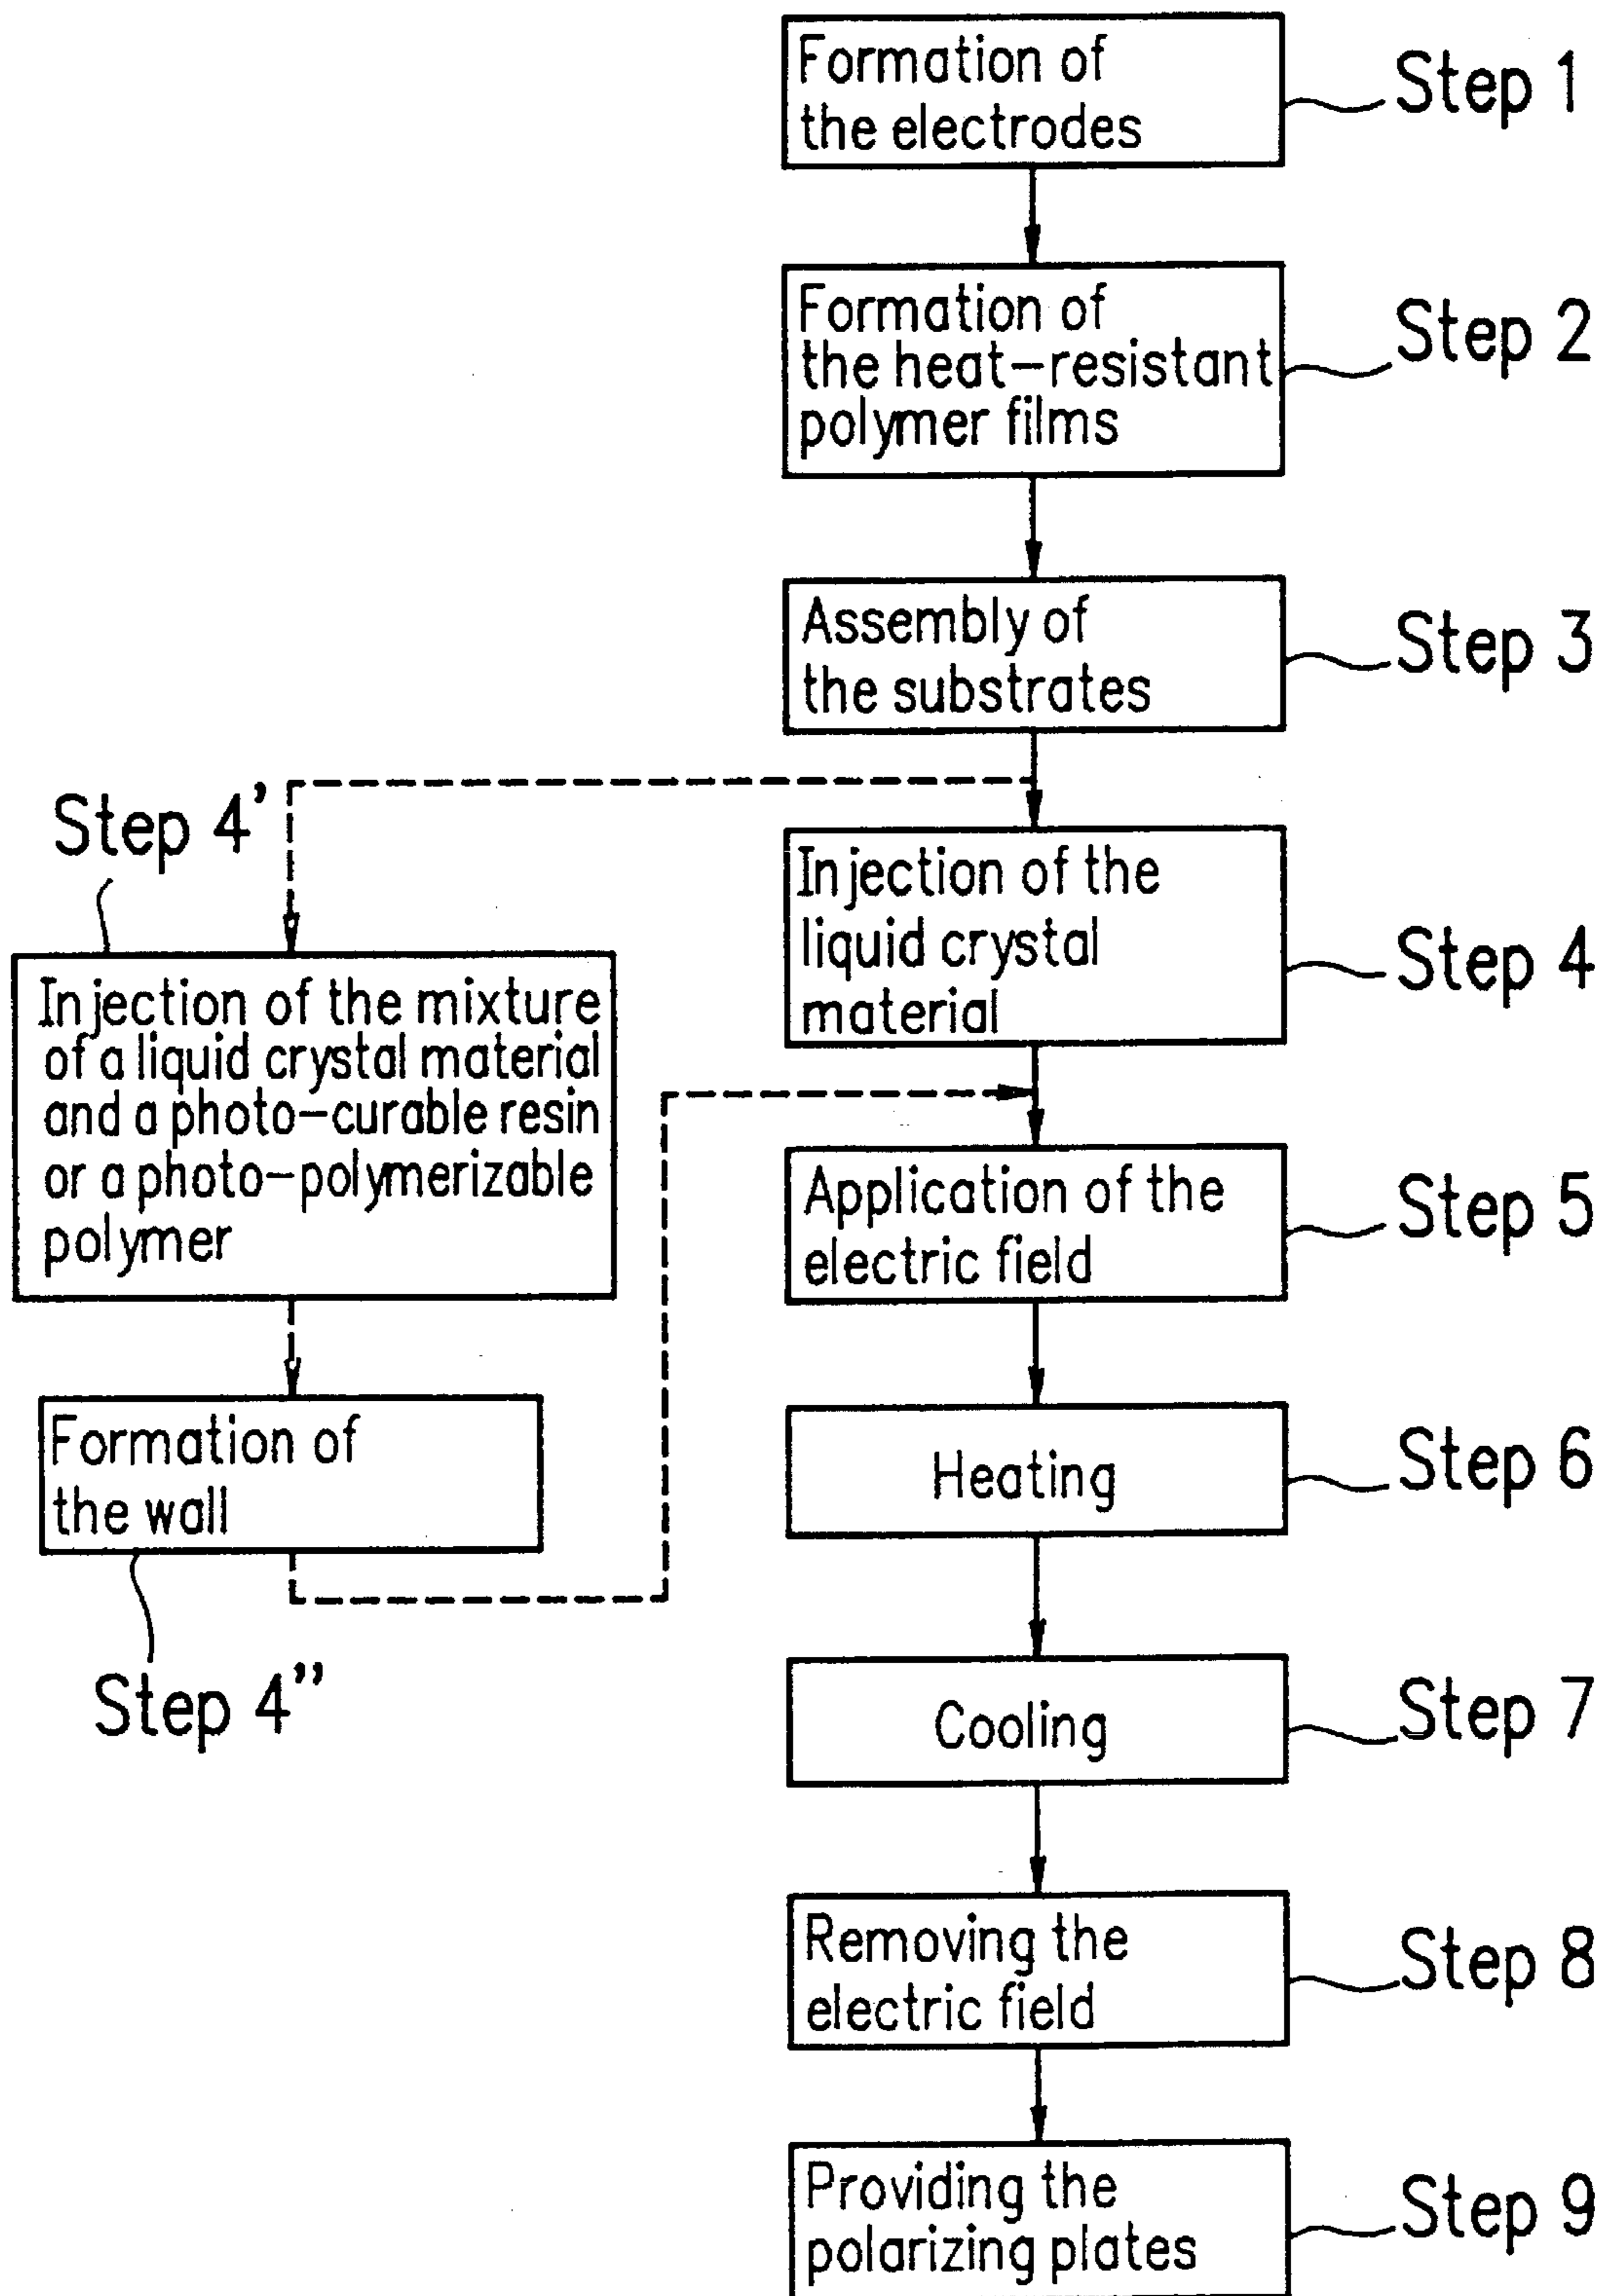 Formation of
the electrodes
Step 1
Formation of
the heat-resistant
polymer films
Step 2
Assembly of
the substrates
Step 3
Step 4'
Injection of the
liquid crystal
material
Step 4
Injection of the mixture
of a liquid crystal material
and a photo-curable resin
or a photo-polymerizable
polymer
Application of the
electric field
Step 5
Formation of
the wall
Step 4"
Heating
Step 6
Cooling
Step 7
Removing the
electric field
Step 8
Providing the
polarizing plates
Step 9